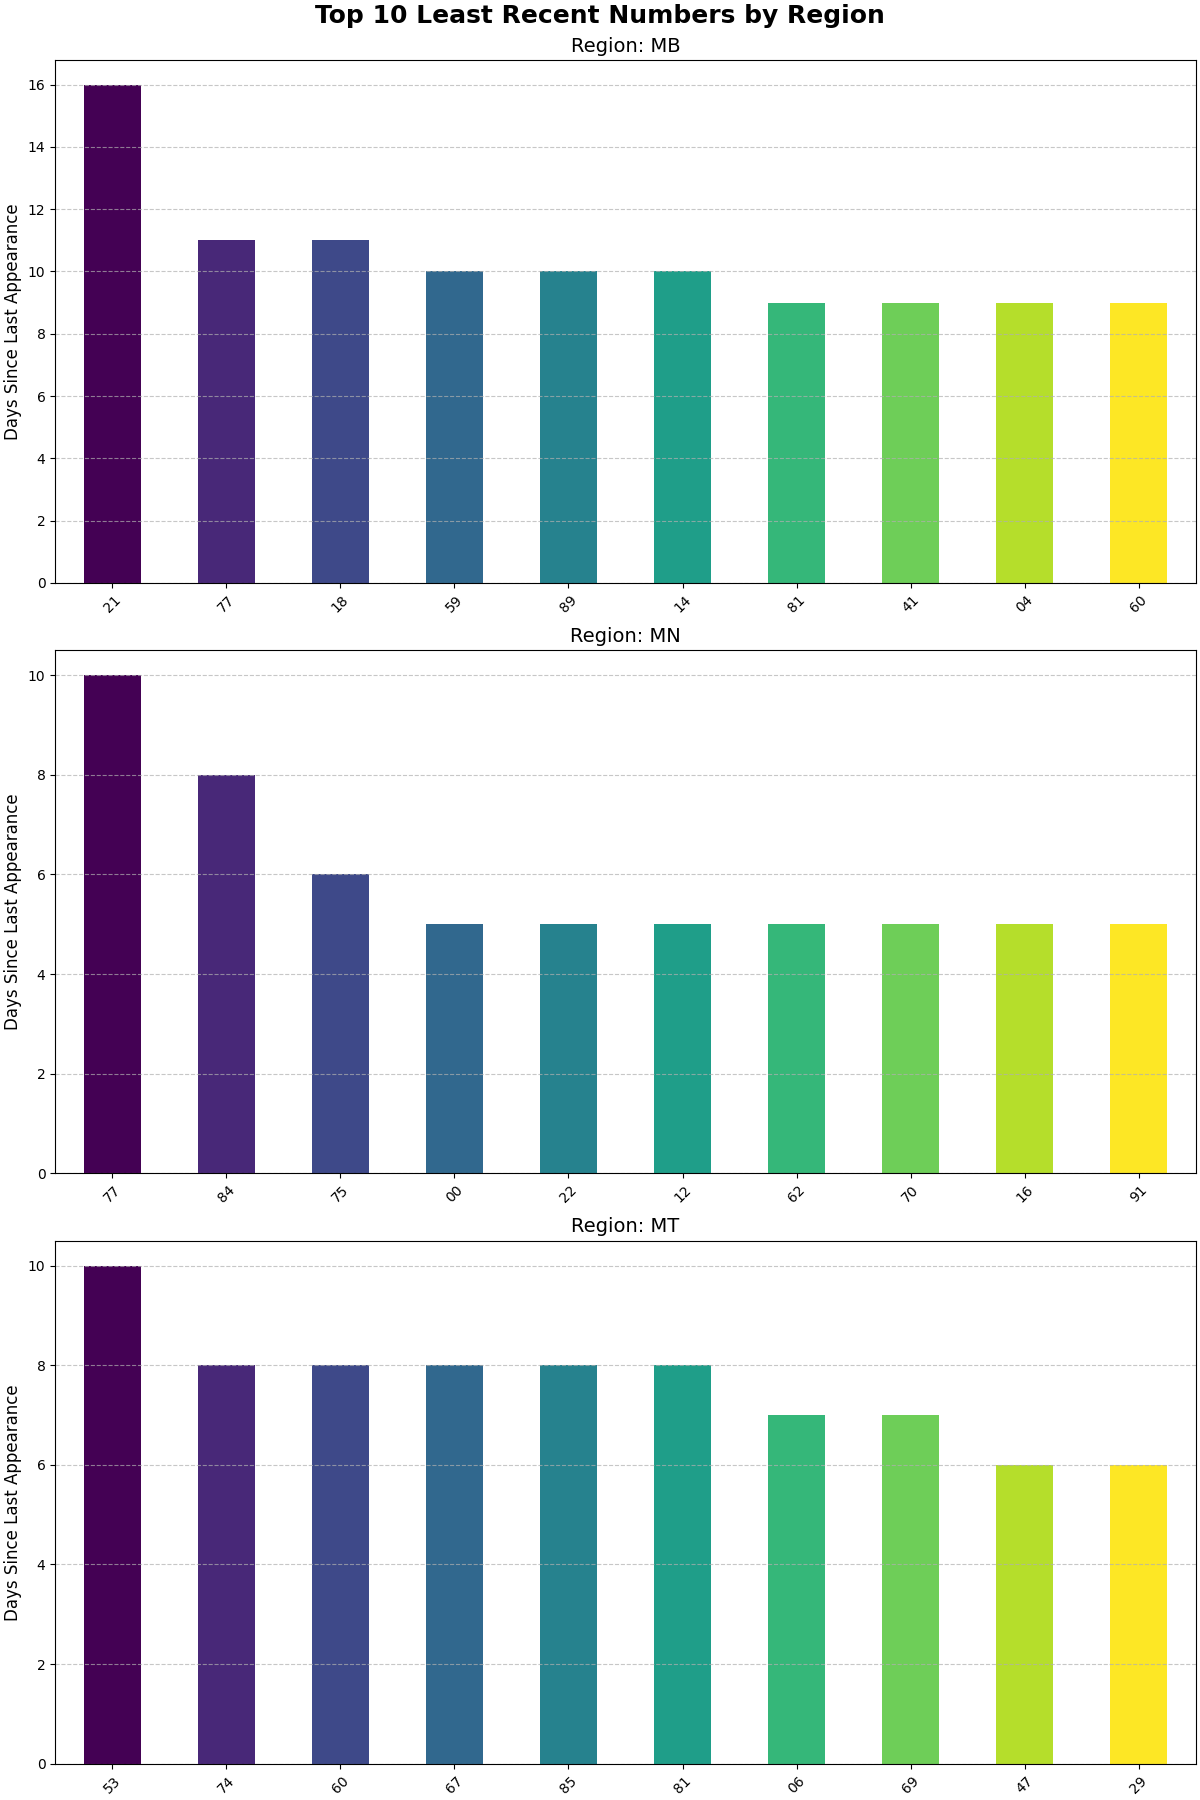 Top 10 Least Recent Numbers by Region
Region: MB
Days Since Last Appearance
16
14
12
10
8
6
4
2
0
21 77 18 59 89 14 81 41 04 60
Region: MN
Days Since Last Appearance
10
8
6
4
2
0
77 84 75 00 22 12 62 70 16 91
Region: MT
Days Since Last Appearance
10
8
6
4
2
0
53 74 60 67 85 81 06 69 47 29